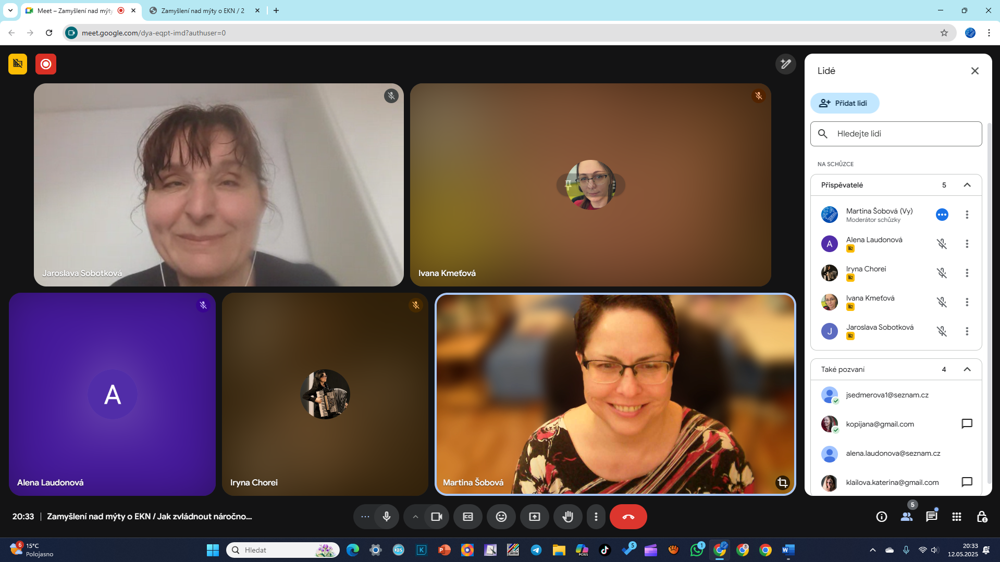 Meet – Zamyšlení nad mýty
Zamyšlení nad mýty o EKN / 2
meet.google.com/dya-eqpt-imd?authuser=0
Jaroslava Sobotková
Ivana Kmeťová
A
Alena Laudonová
Iryna Chorei
Martina Šobová
Lidé
Přidat lidi
Hledejte lidi
NA SCHŮZCE
Přispěvatelé 5
Martina Šobová (Vy)
Moderátor schůzky
A Alena Laudonová
Iryna Chorei
Ivana Kmeťová
J Jaroslava Sobotková
Také pozvaní 4
jsedmerova1@seznam.cz
kopijana@gmail.com
alena.laudonova@seznam.cz
klailova.katerina@gmail.com
20:33 | Zamyšlení nad mýty o EKN / Jak zvládnout náročno...
CC
5
6
15°C
Polojasno
Hledat
K
P
M365
5
1
W
20:33
12.05.2025